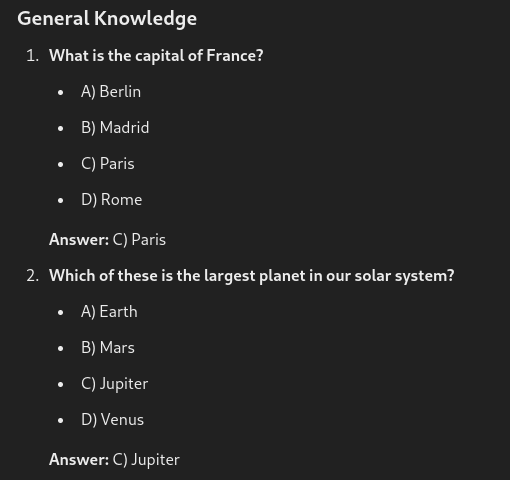 General Knowledge
1. What is the capital of France?
• A) Berlin
• B) Madrid
• C) Paris
• D) Rome
Answer: C) Paris
2. Which of these is the largest planet in our solar system?
• A) Earth
• B) Mars
• C) Jupiter
• D) Venus
Answer: C) Jupiter